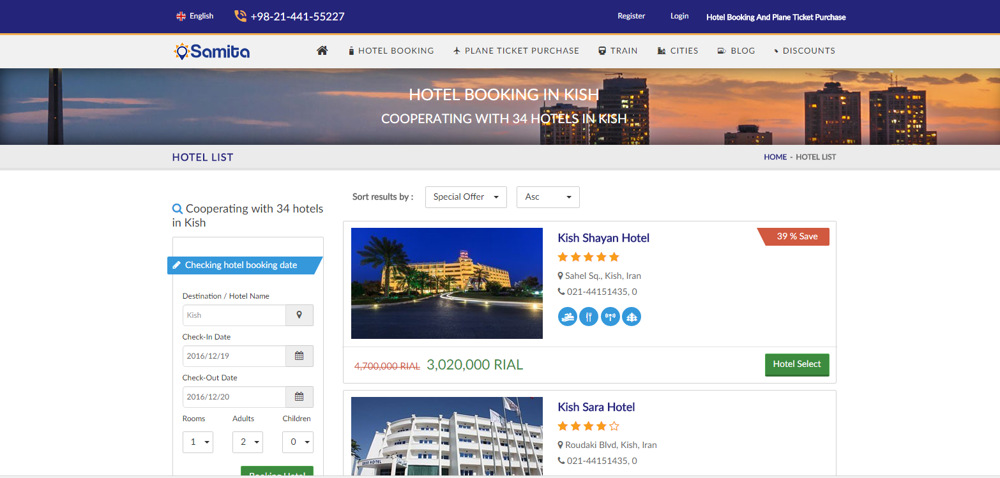 English
+98-21-441-55227
Register
Login
Hotel Booking And Plane Ticket Purchase
Samita
HOTEL BOOKING
PLANE TICKET PURCHASE
TRAIN
CITIES
BLOG
DISCOUNTS
HOTEL BOOKING IN KISH
COOPERATING WITH 34 HOTELS IN KISH
HOTEL LIST
HOME - HOTEL LIST
Cooperating with 34 hotels
in Kish
Checking hotel booking date
Destination / Hotel Name
Kish
Check-In Date
2016/12/19
Check-Out Date
2016/12/20
Rooms
Adults
Children
1
2
0
Booking Hotel
Sort results by :
Special Offer
Asc
Kish Shayan Hotel
39 % Save
Sahel Sq., Kish, Iran
021-44151435, 0
4,700,000 RIAL
3,020,000 RIAL
Hotel Select
SARA HOTEL
Kish Sara Hotel
Roudaki Blvd, Kish, Iran
021-44151435, 0